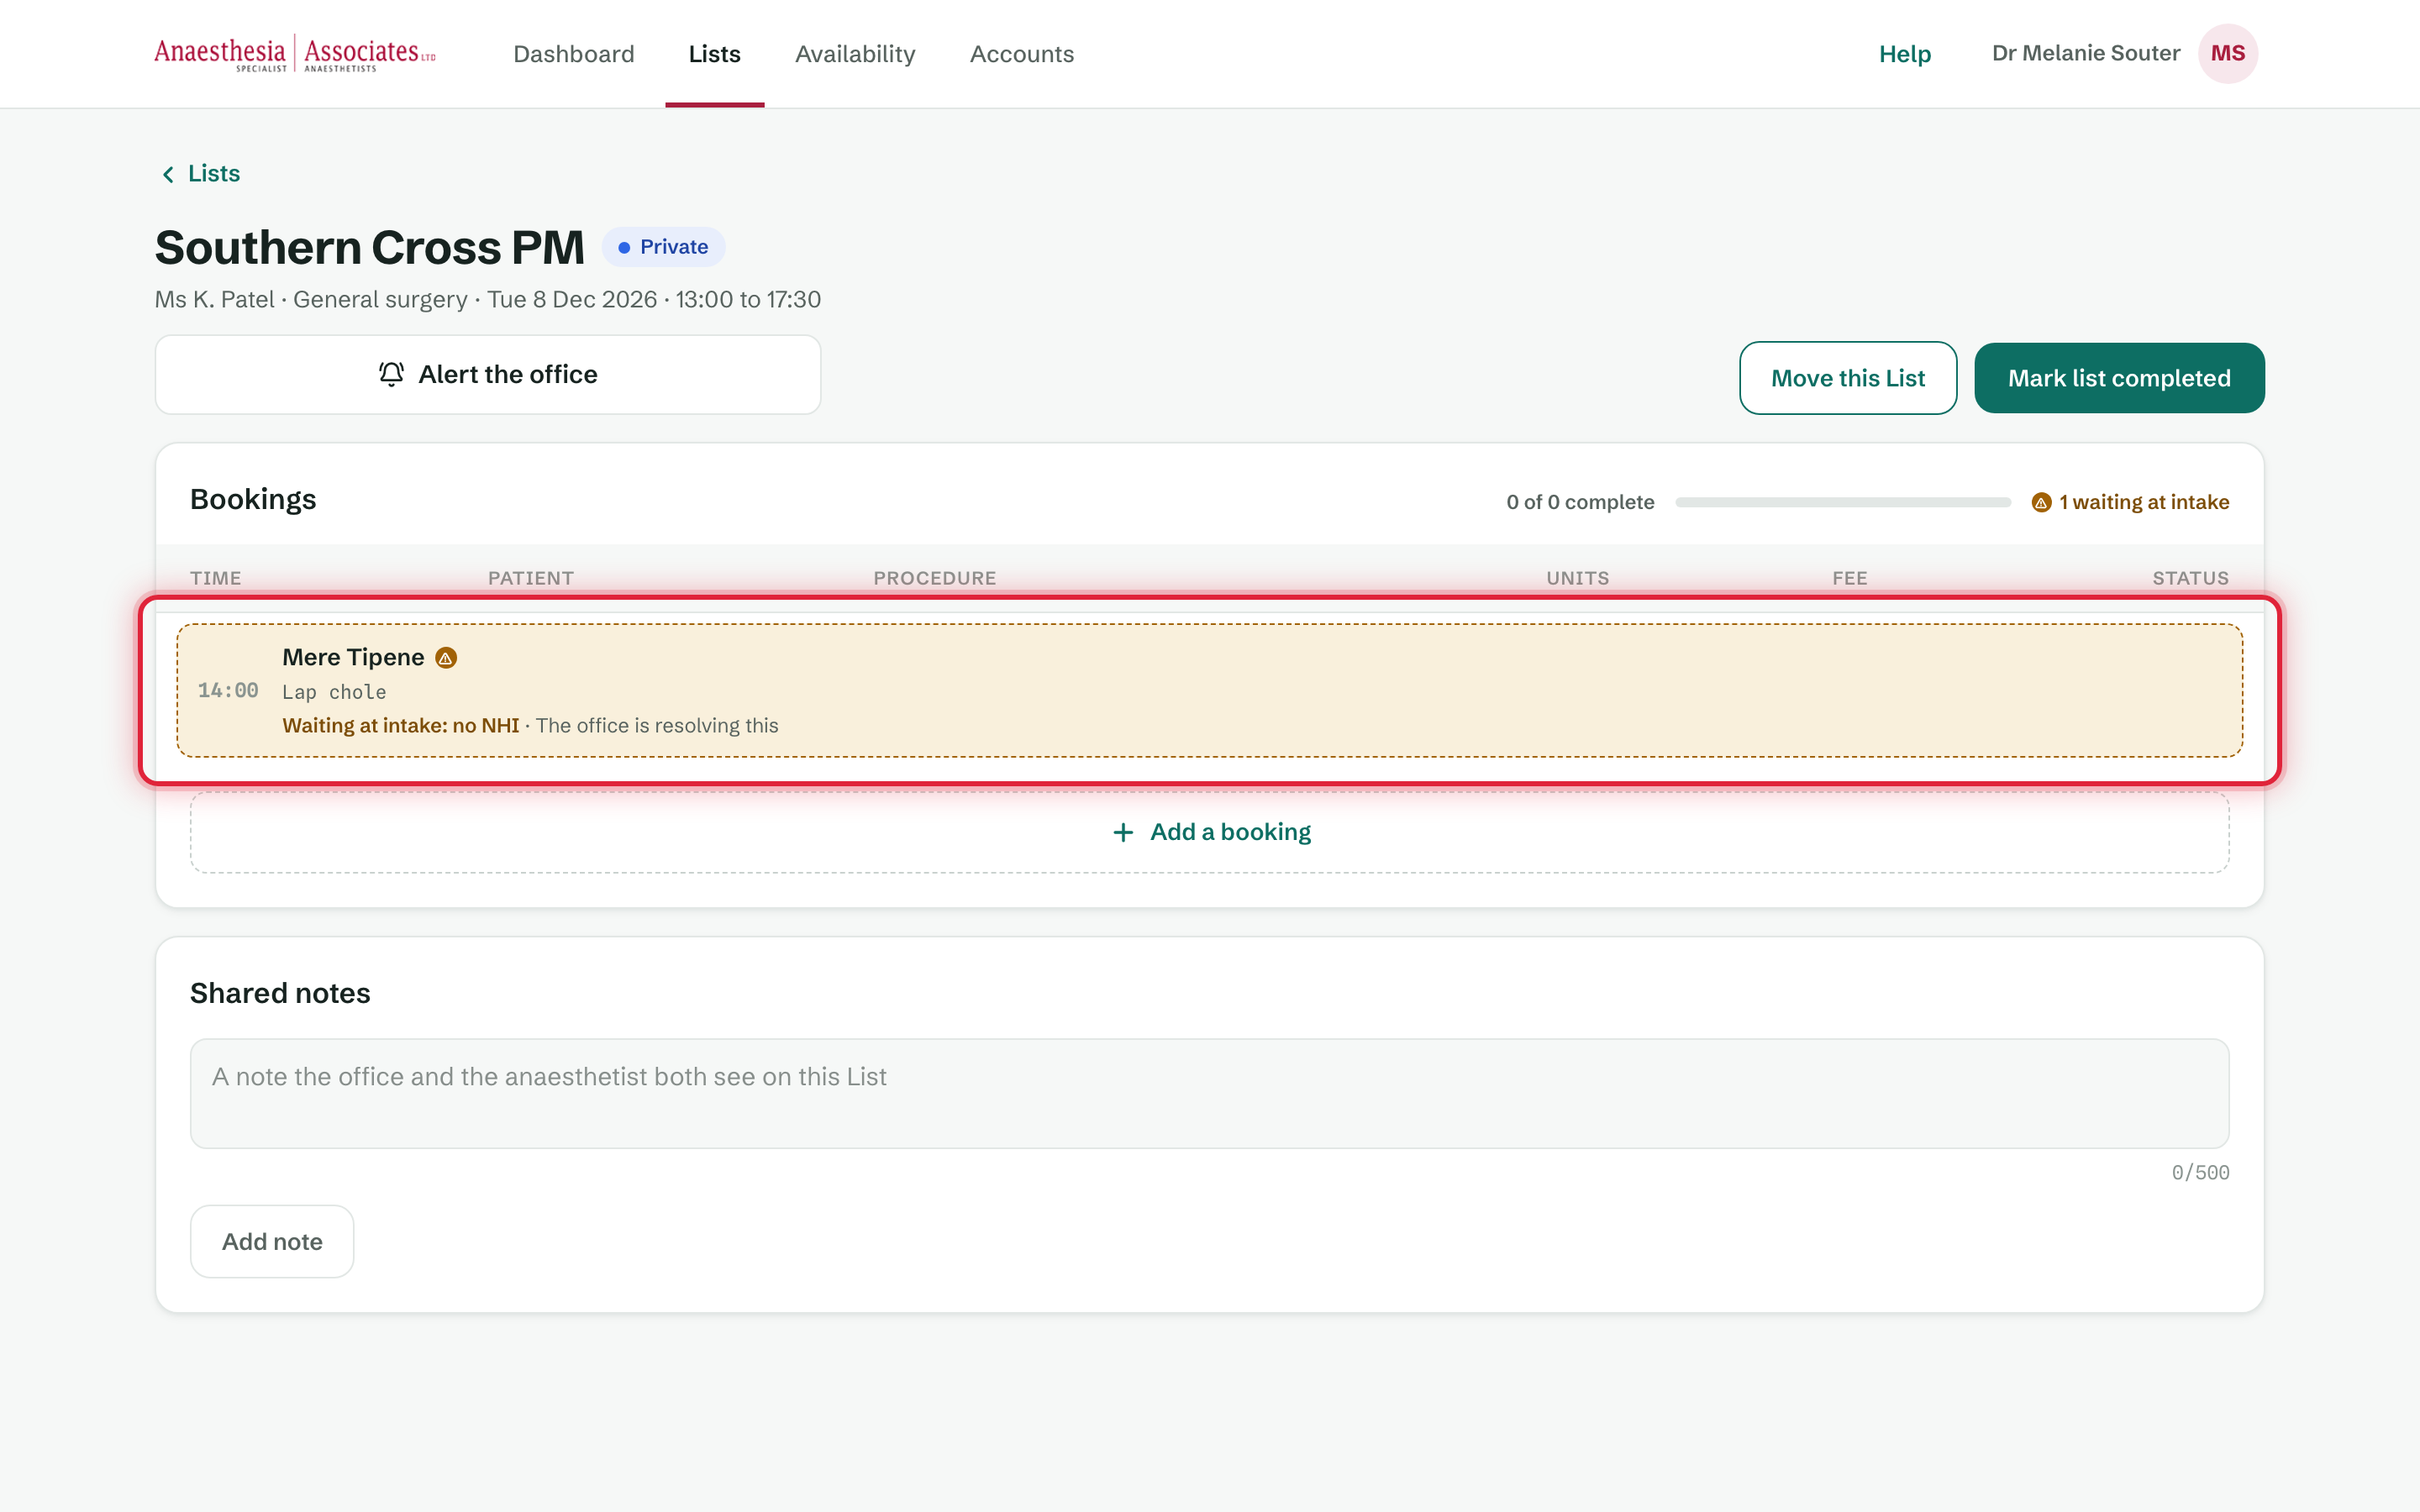 Anaesthesia | Associates LTD
SPECIALIST ANAESTHETISTS
Dashboard Lists Availability Accounts Help Dr Melanie Souter MS
Lists
Southern Cross PM Private
Ms K. Patel · General surgery · Tue 8 Dec 2026 · 13:00 to 17:30
Alert the office Move this List Mark list completed
Bookings 0 of 0 complete 1 waiting at intake
TIME PATIENT PROCEDURE UNITS FEE STATUS
Mere Tipene
14:00 Lap chole
Waiting at intake: no NHI · The office is resolving this
+ Add a booking
Shared notes
A note the office and the anaesthetist both see on this List
0/500
Add note